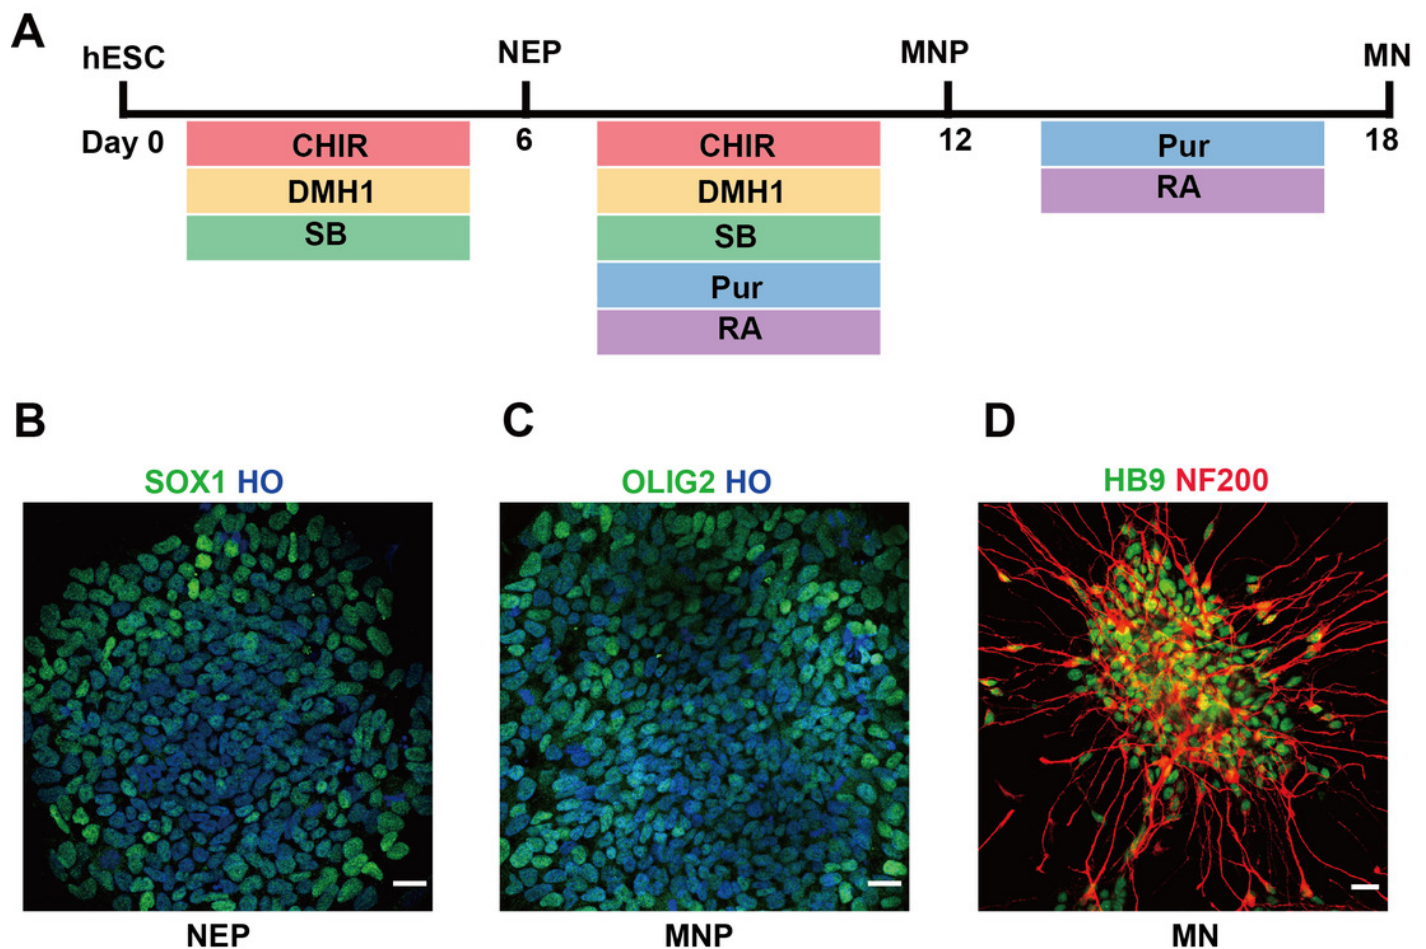 A
hESC NEP MNP MN
Day 0 6 12 18
CHIR CHIR Pur
DMH1 DMH1 RA
SB SB
Pur
RA
B C D
SOX1 HO OLIG2 HO HB9 NF200
NEP MNP MN